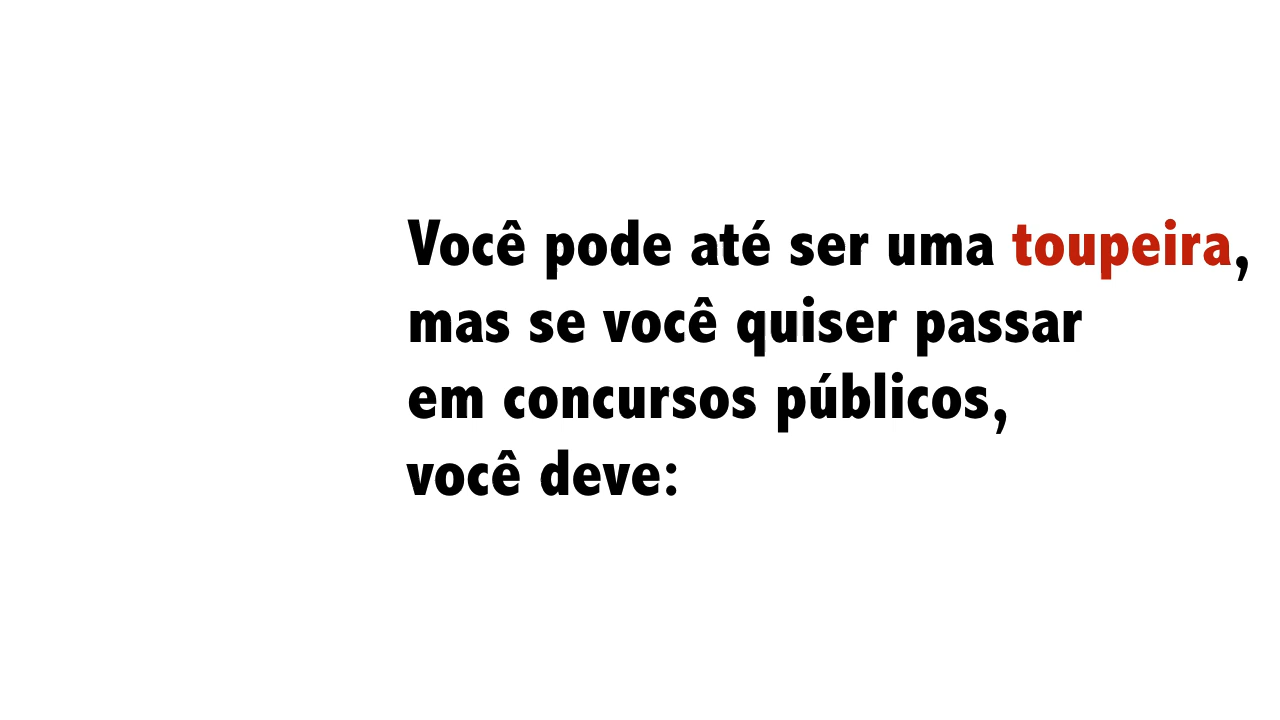 Você pode até ser uma toupeira,
mas se você quiser passar
em concursos públicos,
você deve: